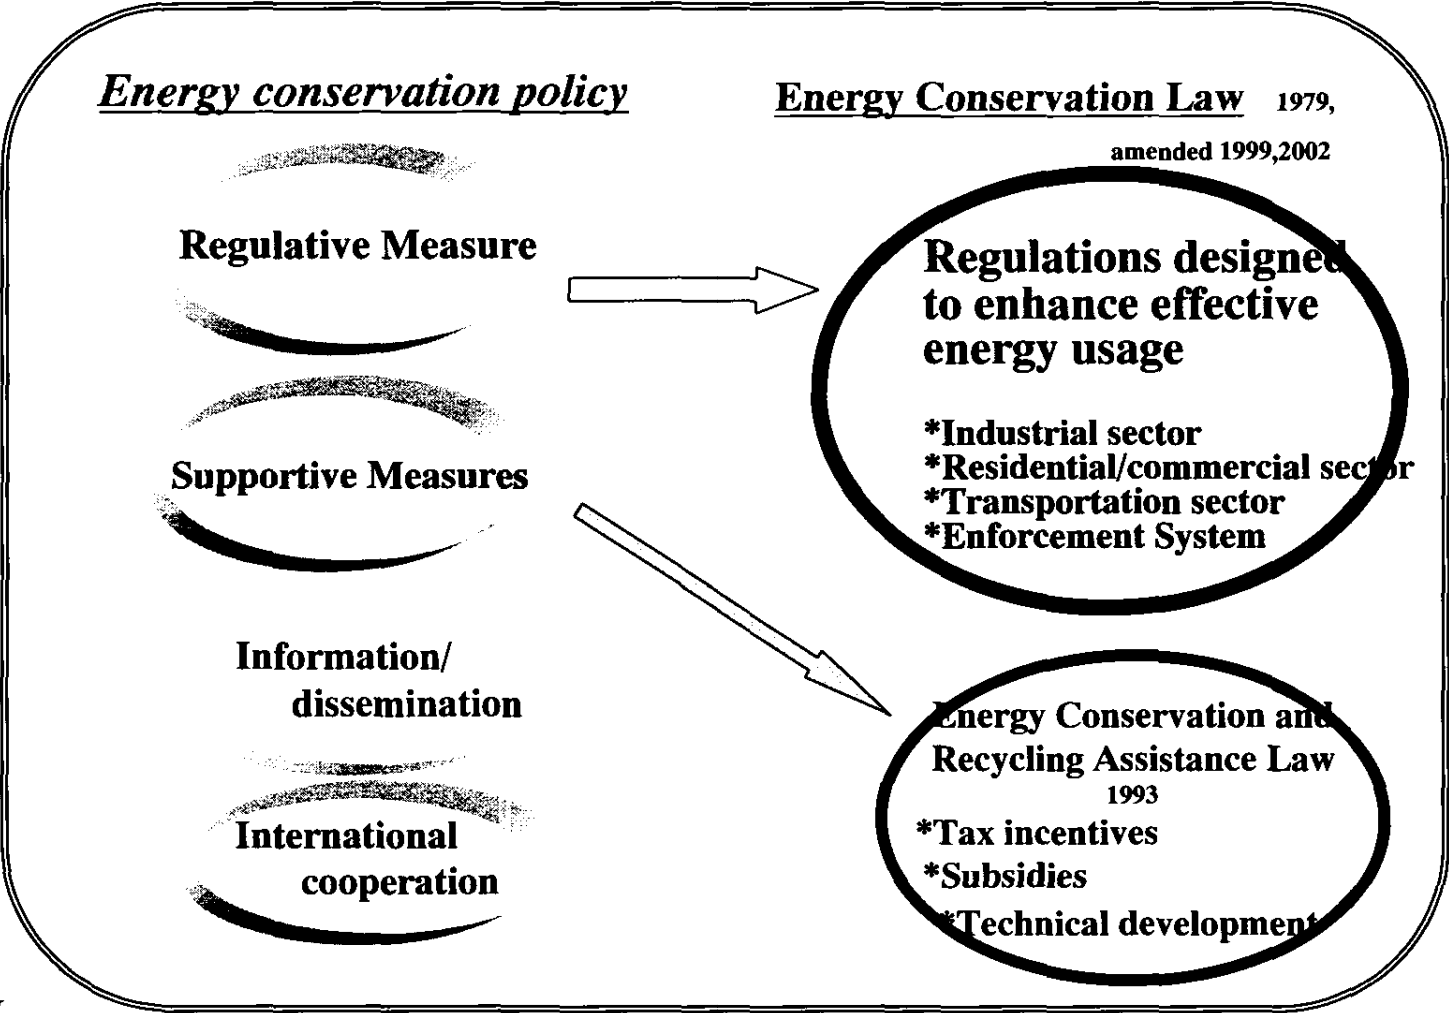 Energy conservation policy
Regulative Measure
Supportive Measures
Information/
dissemination
International
cooperation
Energy Conservation Law 1979,
amended 1999,2002
Regulations designed
to enhance effective
energy usage
*Industrial sector
*Residential/commercial sector
*Transportation sector
*Enforcement System
Energy Conservation and
Recycling Assistance Law
1993
*Tax incentives
*Subsidies
*Technical development